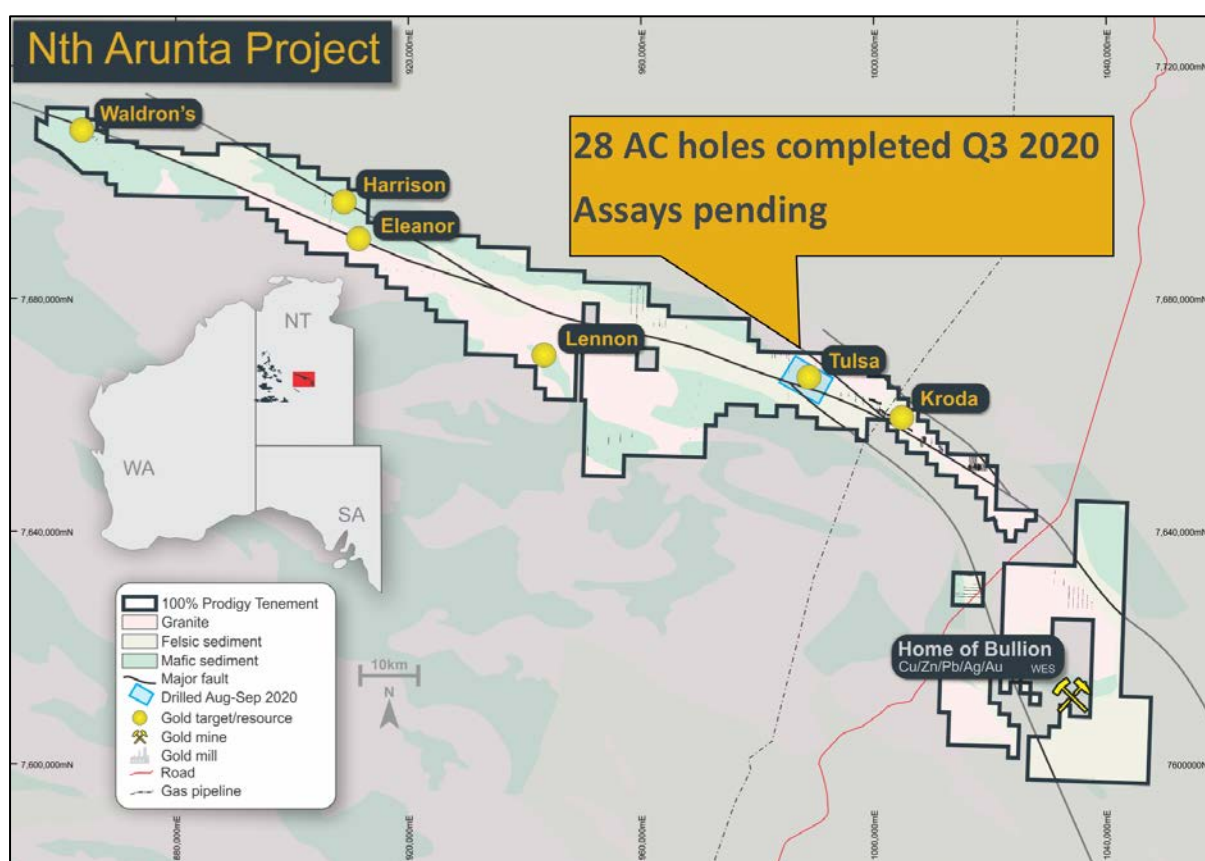 Nth Arunta Project
920,000mE
960,000mE
1000,000mE
1040,000mE
7,720,000mN
Waldron's
28 AC holes completed Q3 2020
Assays pending
Harrison
Eleanor
7,680,000mN
7,680,000mN
NT
WA
SA
Lennon
Tulsa
Kroda
7,640,000mN
7,640,000mN
100% Prodigy Tenement
Granite
Felsic sediment
Mafic sediment
Major fault
Drilled Aug-Sep 2020
Gold target/resource
Gold mine
Gold mill
Road
Gas pipeline
10km
N
Home of Bullion
Cu/Zn/Pb/Ag/Au WES
7,600,000mN
7600000mN
880,000mE
920,000mE
960,000mE
1000,000mE
1040,000mE